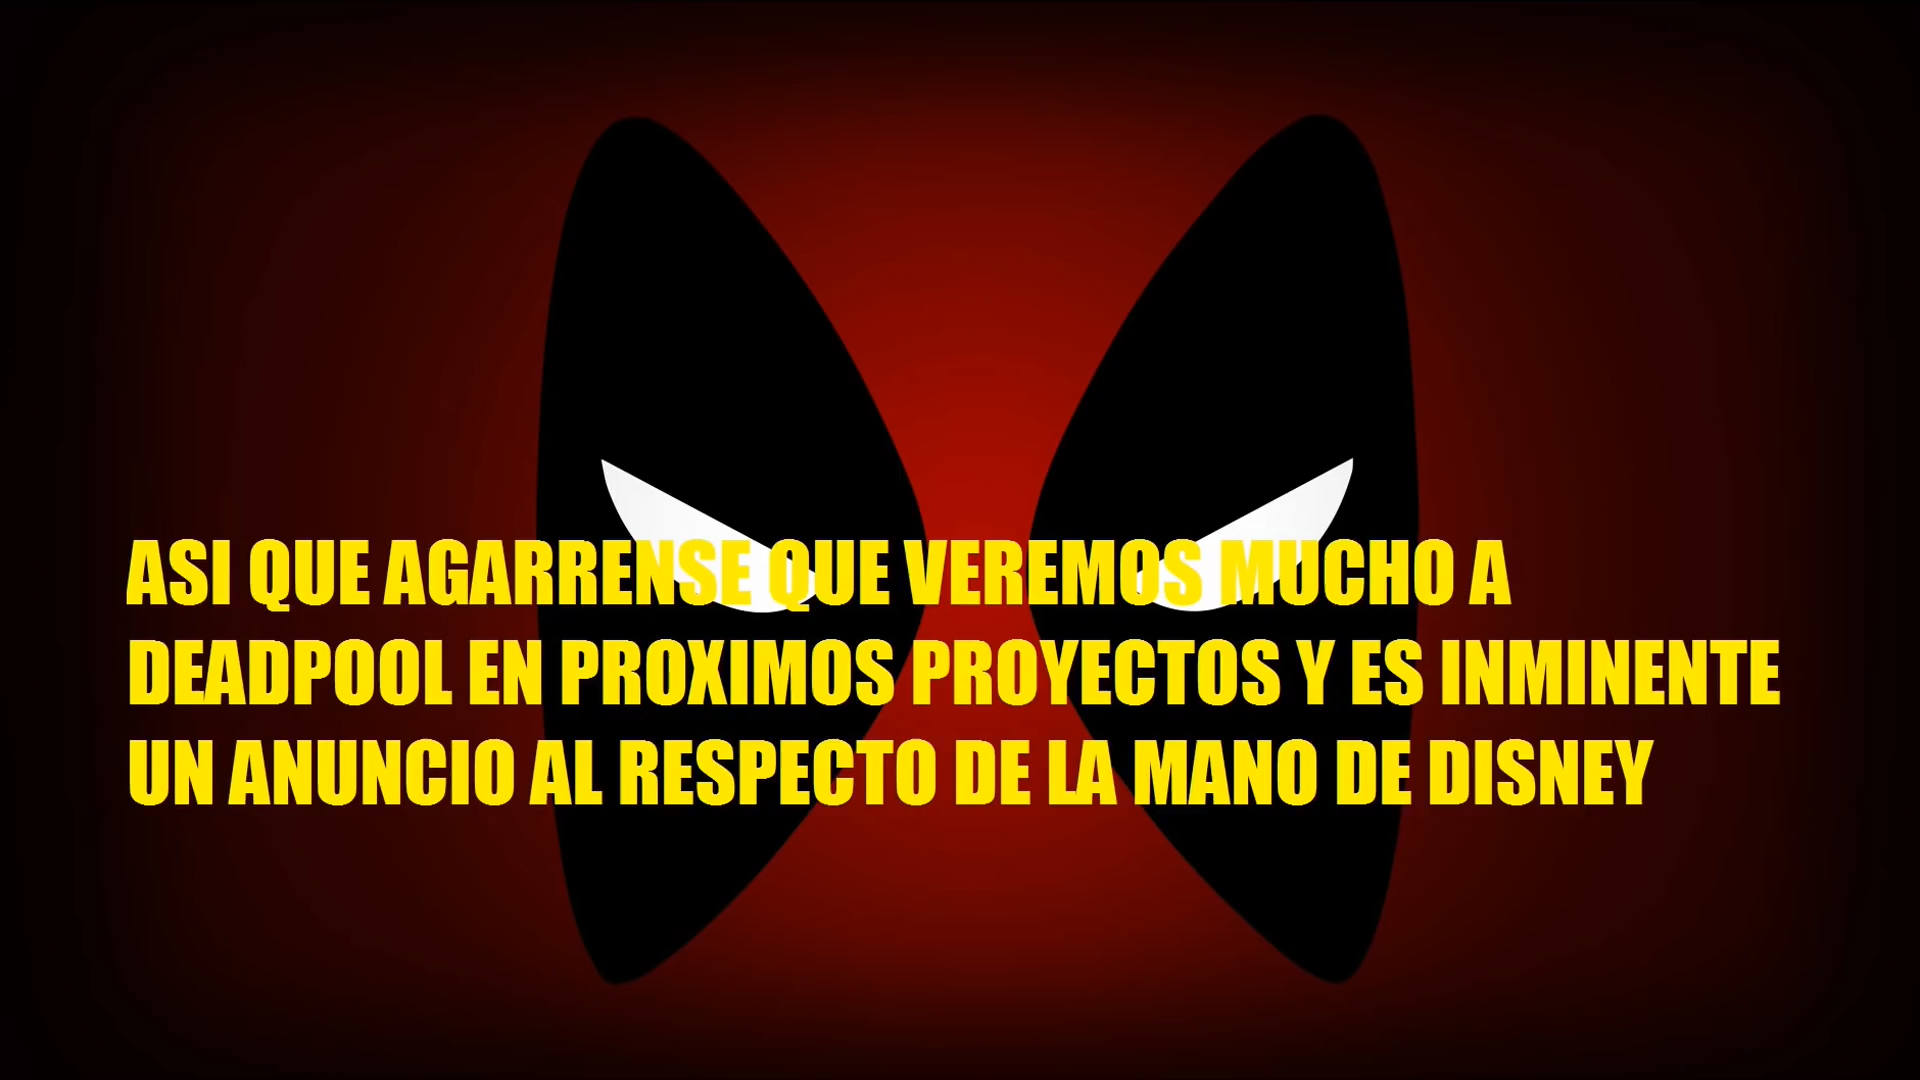 ASI QUE AGARRENSE QUE VEREMOS MUCHO A
DEADPOOL EN PROXIMOS PROYECTOS Y ES INMINENTE
UN ANUNCIO AL RESPECTO DE LA MANO DE DISNEY